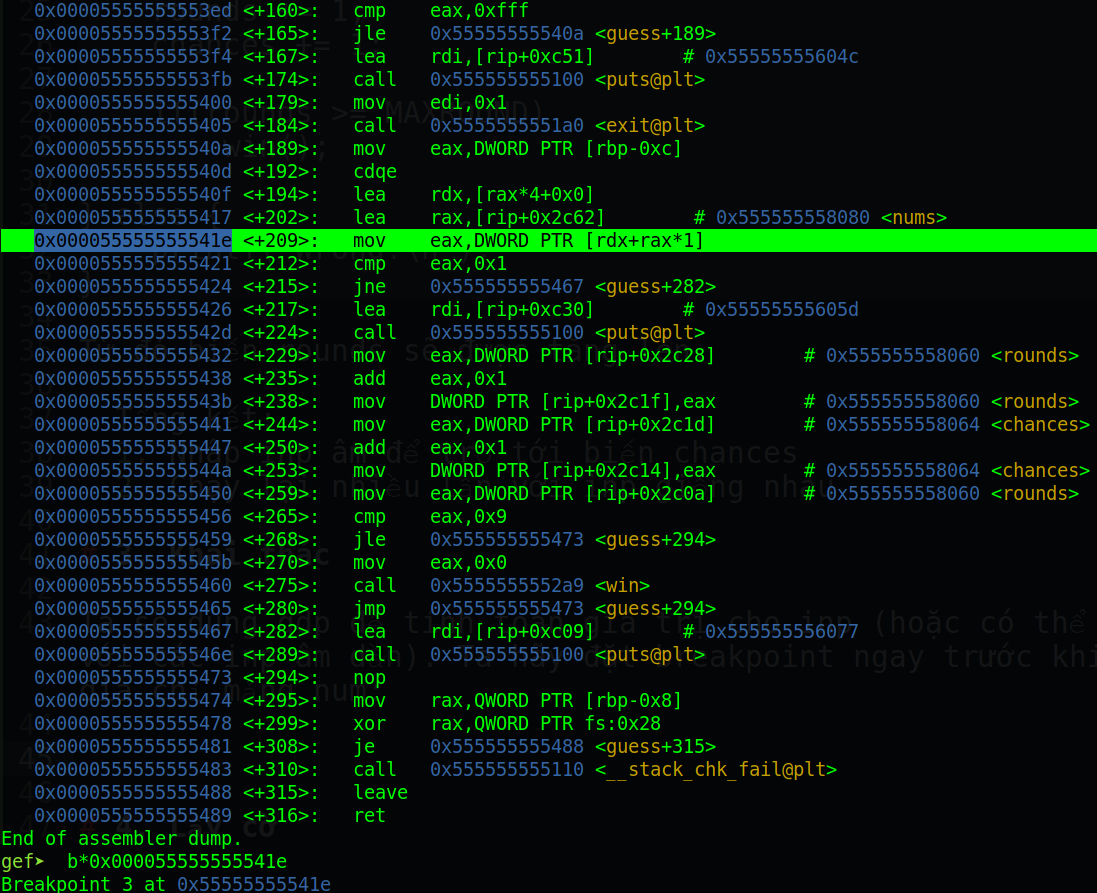 0x00005555555553ed <+160>: cmp eax,0xfff
0x00005555555553f2 <+165>: jle 0x55555555540a <guess+189>
0x00005555555553f4 <+167>: lea rdi,[rip+0xc51] # 0x55555555604c
0x00005555555553fb <+174>: call 0x555555555100 <puts@plt>
0x0000555555555400 <+179>: mov edi,0x1
0x0000555555555405 <+184>: call 0x5555555551a0 <exit@plt>
0x000055555555540a <+189>: mov eax,DWORD PTR [rbp-0xc]
0x000055555555540d <+192>: cdqe
0x000055555555540f <+194>: lea rdx,[rax*4+0x0]
0x0000555555555417 <+202>: lea rax,[rip+0x2c62] # 0x555555558080 <nums>
0x000055555555541e <+209>: mov eax,DWORD PTR [rdx+rax*1]
0x0000555555555421 <+212>: cmp eax,0x1
0x0000555555555424 <+215>: jne 0x555555555467 <guess+282>
0x0000555555555426 <+217>: lea rdi,[rip+0xc30] # 0x55555555605d
0x000055555555542d <+224>: call 0x555555555100 <puts@plt>
0x0000555555555432 <+229>: mov eax,DWORD PTR [rip+0x2c28] # 0x555555558060 <rounds>
0x0000555555555438 <+235>: add eax,0x1
0x000055555555543b <+238>: mov DWORD PTR [rip+0x2c1f],eax # 0x555555558060 <rounds>
0x0000555555555441 <+244>: mov eax,DWORD PTR [rip+0x2c1d] # 0x555555558064 <chances>
0x0000555555555447 <+250>: add eax,0x1
0x000055555555544a <+253>: mov DWORD PTR [rip+0x2c14],eax # 0x555555558064 <chances>
0x0000555555555450 <+259>: mov eax,DWORD PTR [rip+0x2c0a] # 0x555555558060 <rounds>
0x0000555555555456 <+265>: cmp eax,0x9
0x0000555555555459 <+268>: jle 0x555555555473 <guess+294>
0x000055555555545b <+270>: mov eax,0x0
0x0000555555555460 <+275>: call 0x5555555552a9 <win>
0x0000555555555465 <+280>: jmp 0x555555555473 <guess+294>
0x0000555555555467 <+282>: lea rdi,[rip+0xc09] # 0x555555556077
0x000055555555546e <+289>: call 0x555555555100 <puts@plt>
0x0000555555555473 <+294>: nop
0x0000555555555474 <+295>: mov rax,QWORD PTR [rbp-0x8]
0x0000555555555478 <+299>: xor rax,QWORD PTR fs:0x28
0x0000555555555481 <+308>: je 0x555555555488 <guess+315>
0x0000555555555483 <+310>: call 0x555555555110 <__stack_chk_fail@plt>
0x0000555555555488 <+315>: leave
0x0000555555555489 <+316>: ret
End of assembler dump.
gef➤ b*0x000055555555541e
Breakpoint 3 at 0x55555555541e